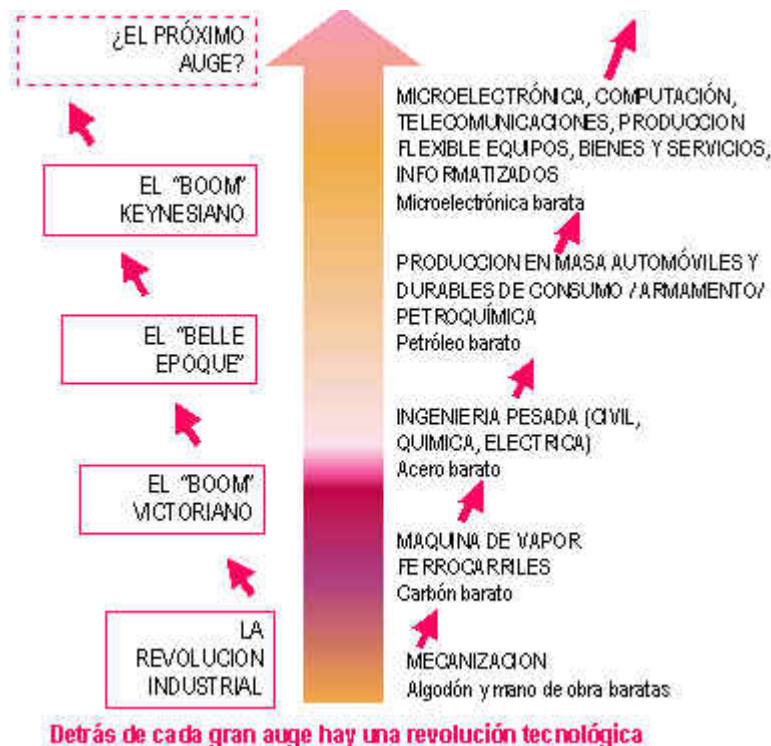 ¿EL PRÓXIMO
AUGE?
MICROELECTRÓNICA, COMPUTACIÓN,
TELECOMUNICACIONES, PRODUCCION
FLEXIBLE EQUIPOS, BIENES Y SERVICIOS,
INFORMATIZADOS
Microelectrónica barata
EL "BOOM"
KEYNESIANO
PRODUCCION EN MASA AUTOMÓVILES Y
DURABLES DE CONSUMO / ARMAMENTO/
PETROQUÍMICA
Petróleo barato
EL "BELLE
EPOQUE"
INGENIERIA PESADA (CIVIL,
QUIMICA, ELECTRICA)
Acero barato
EL "BOOM"
VICTORIANO
MAQUINA DE VAPOR
FERROCARRILES
Carbón barato
LA
REVOLUCION
INDUSTRIAL
MECANIZACION
Algodón y mano de obra baratas
Detrás de cada gran auge hay una revolución tecnológica